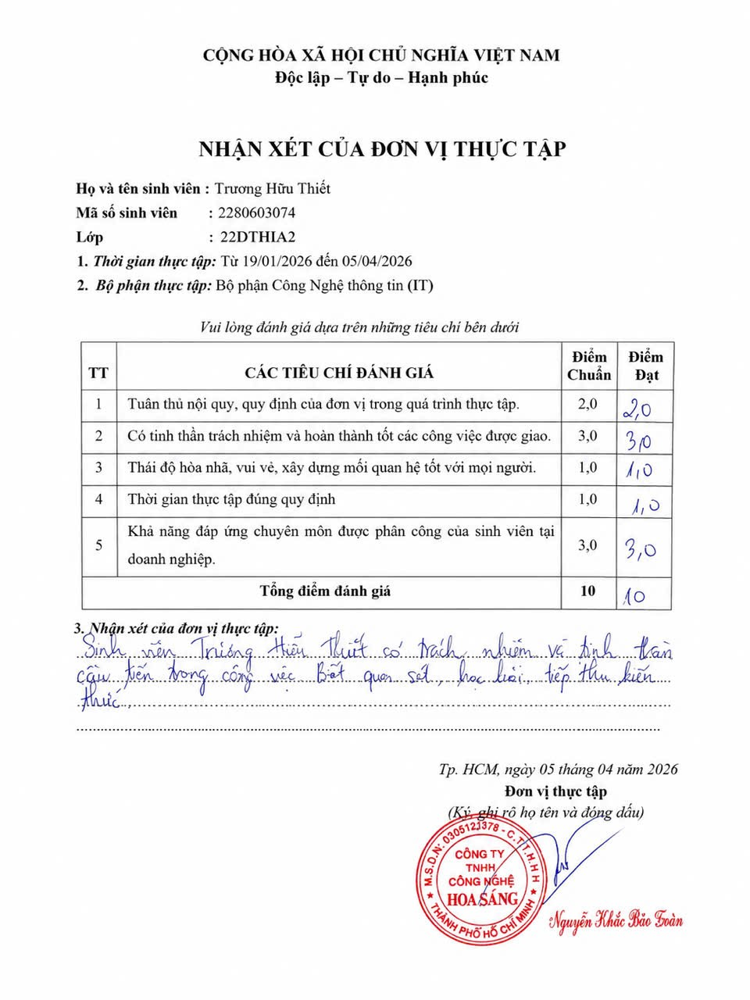 CỘNG HÒA XÃ HỘI CHỦ NGHĨA VIỆT NAM
Độc lập – Tự do – Hạnh phúc
NHẬN XÉT CỦA ĐƠN VỊ THỰC TẬP
Họ và tên sinh viên : Trương Hữu Thiết
Mã số sinh viên : 2280603074
Lớp : 22DTHIA2
1. Thời gian thực tập: Từ 19/01/2026 đến 05/04/2026
2. Bộ phận thực tập: Bộ phận Công Nghệ thông tin (IT)
Vui lòng đánh giá dựa trên những tiêu chí bên dưới
TT CÁC TIÊU CHÍ ĐÁNH GIÁ Điểm Chuẩn Điểm Đạt
1 Tuân thủ nội quy, quy định của đơn vị trong quá trình thực tập. 2,0 2,0
2 Có tinh thần trách nhiệm và hoàn thành tốt các công việc được giao. 3,0 3,0
3 Thái độ hòa nhã, vui vẻ, xây dựng mối quan hệ tốt với mọi người. 1,0 1,0
4 Thời gian thực tập đúng quy định 1,0 1,0
5 Khả năng đáp ứng chuyên môn được phân công của sinh viên tại
doanh nghiệp. 3,0 3,0
Tổng điểm đánh giá 10 10
3. Nhận xét của đơn vị thực tập:
Sinh viên Trương Hữu Thiết có trách nhiệm và tinh thần
cầu tiến trong công việc. Biết quan sát, học hỏi, tiếp thu kiến
thức.
Tp. HCM, ngày 05 tháng 04 năm 2026
Đơn vị thực tập
(Ký, ghi rõ họ tên và đóng dấu)
M.S.D.N: 0305121378 - C.T.T.N.H.H
CÔNG TY
TNHH
CÔNG NGHỆ
HOA SÁNG
THÀNH PHỐ HỒ CHÍ MINH
Nguyễn Khắc Bảo Toàn